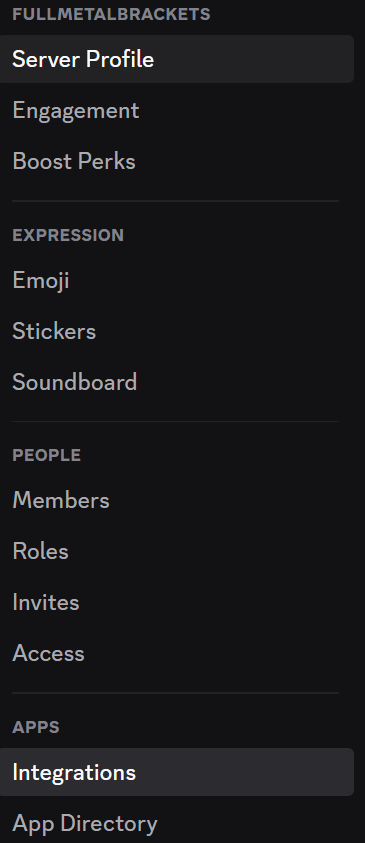 FULLMETALBRACKETS
Server Profile
Engagement
Boost Perks
EXPRESSION
Emoji
Stickers
Soundboard
PEOPLE
Members
Roles
Invites
Access
APPS
Integrations
App Directory